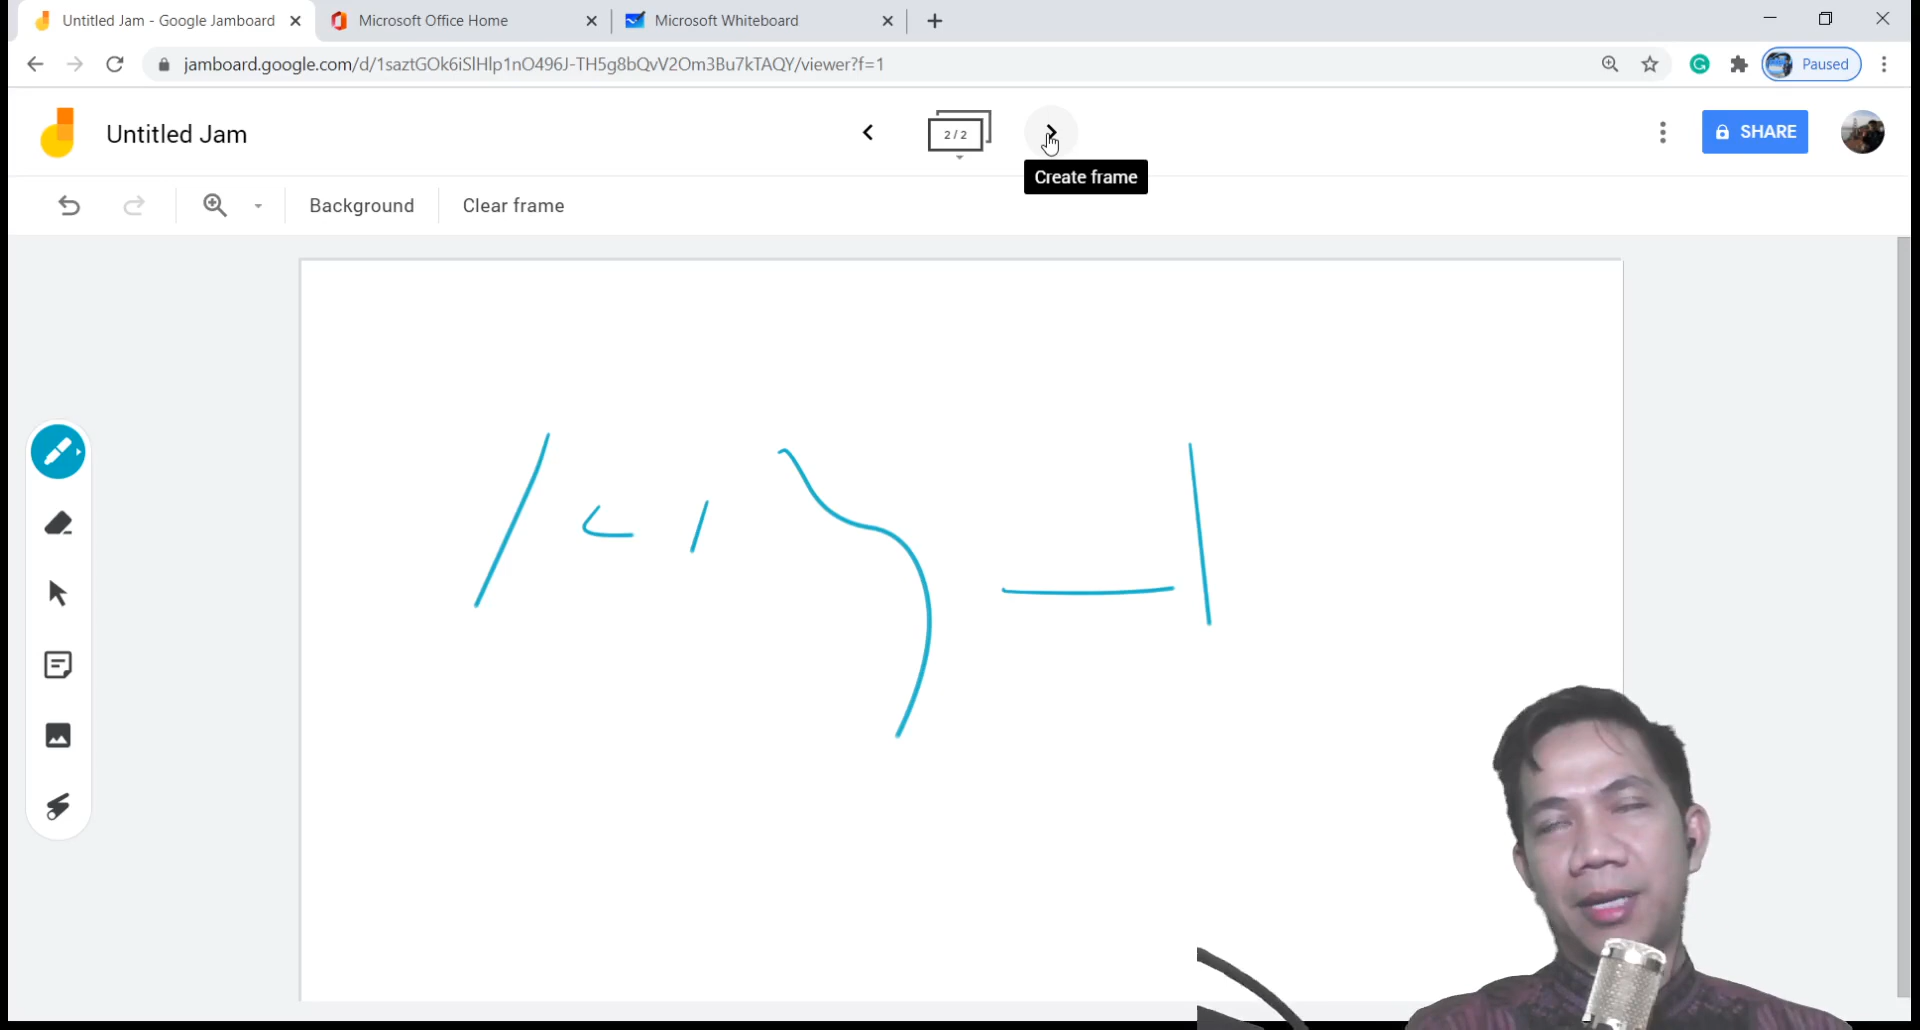 Untitled Jam - Google Jamboard
Microsoft Office Home
Microsoft Whiteboard
jamboard.google.com/d/1saztGOk6iSlHlp1nO496J-TH5g8bQvV2Om3Bu7kTAQY/viewer?f=1
Paused
Untitled Jam
2 / 2
SHARE
Create frame
Background
Clear frame